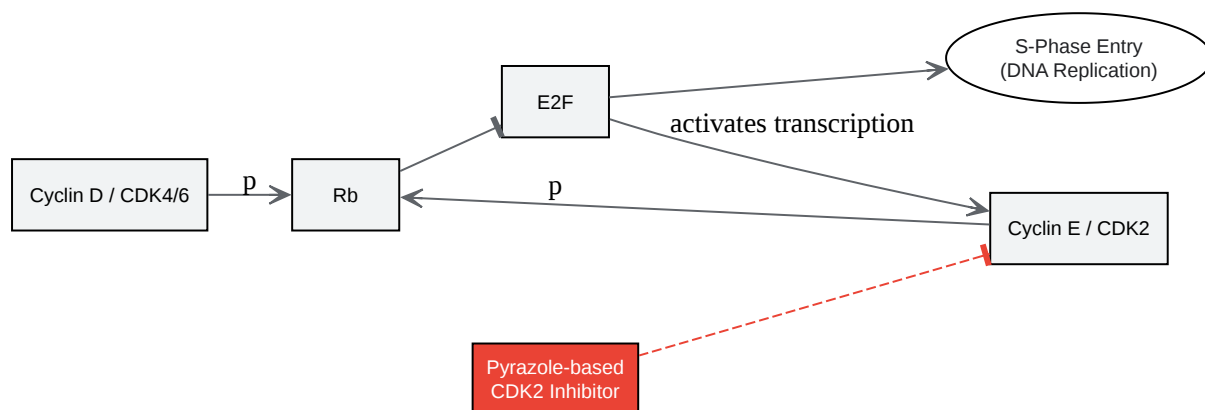 S-Phase Entry
(DNA Replication)
E2F
activates transcription
Cyclin D / CDK4/6
p
Rb
p
Cyclin E / CDK2
Pyrazole-based
CDK2 Inhibitor